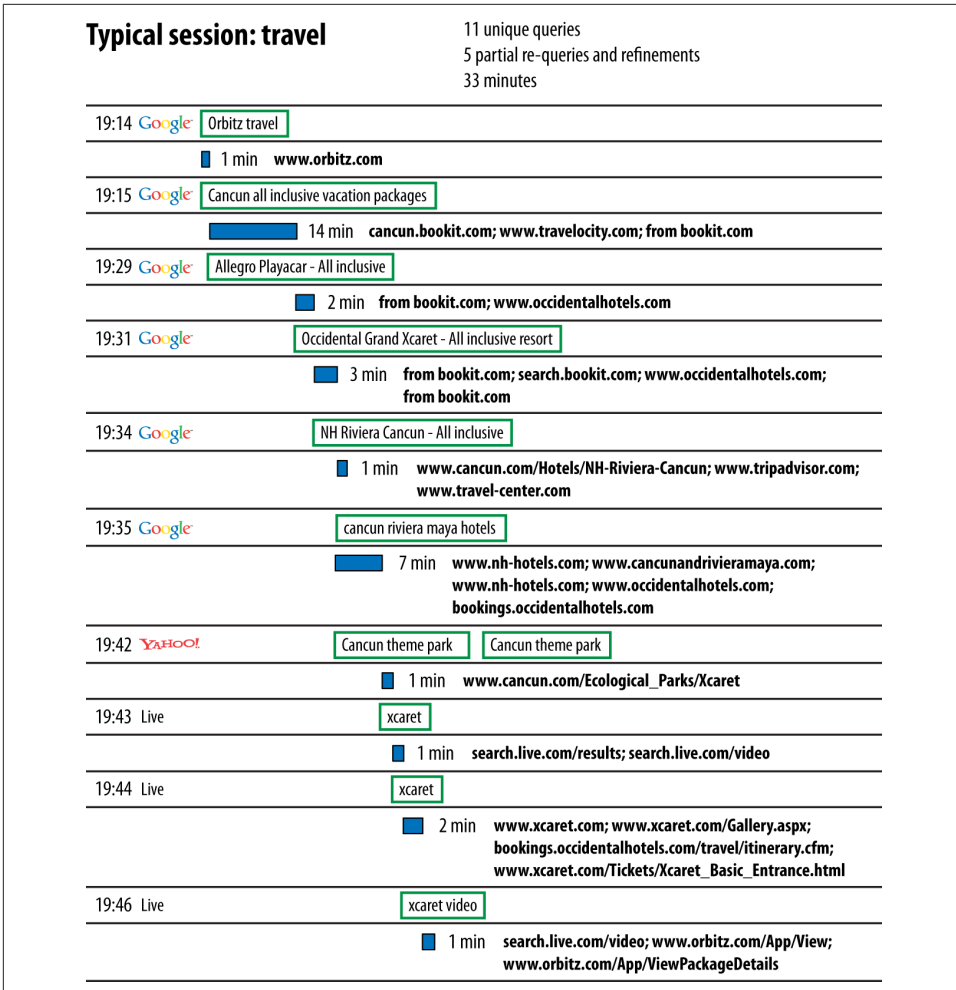 Typical session: travel
11 unique queries
5 partial re-queries and refinements
33 minutes
19:14 Google Orbitz travel
1 min www.orbitz.com
19:15 Google Cancun all inclusive vacation packages
14 min cancun.bookit.com; www.travelocity.com; from bookit.com
19:29 Google Allegro Playacar - All inclusive
2 min from bookit.com; www.occidentalhotels.com
19:31 Google Occidental Grand Xcaret - All inclusive resort
3 min from bookit.com; search.bookit.com; www.occidentalhotels.com;
from bookit.com
19:34 Google NH Riviera Cancun - All inclusive
1 min www.cancun.com/Hotels/NH-Riviera-Cancun; www.tripadvisor.com;
www.travel-center.com
19:35 Google cancun riviera maya hotels
7 min www.nh-hotels.com; www.cancunandrivieramaya.com;
www.nh-hotels.com; www.occidentalhotels.com;
bookings.occidentalhotels.com
19:42 YAHOO! Cancun theme park Cancun theme park
1 min www.cancun.com/Ecological_Parks/Xcaret
19:43 Live xcaret
1 min search.live.com/results; search.live.com/video
19:44 Live xcaret
2 min www.xcaret.com; www.xcaret.com/Gallery.aspx;
bookings.occidentalhotels.com/travel/itinerary.cfm;
www.xcaret.com/Tickets/Xcaret_Basic_Entrance.html
19:46 Live xcaret video
1 min search.live.com/video; www.orbitz.com/App/View;
www.orbitz.com/App/ViewPackageDetails